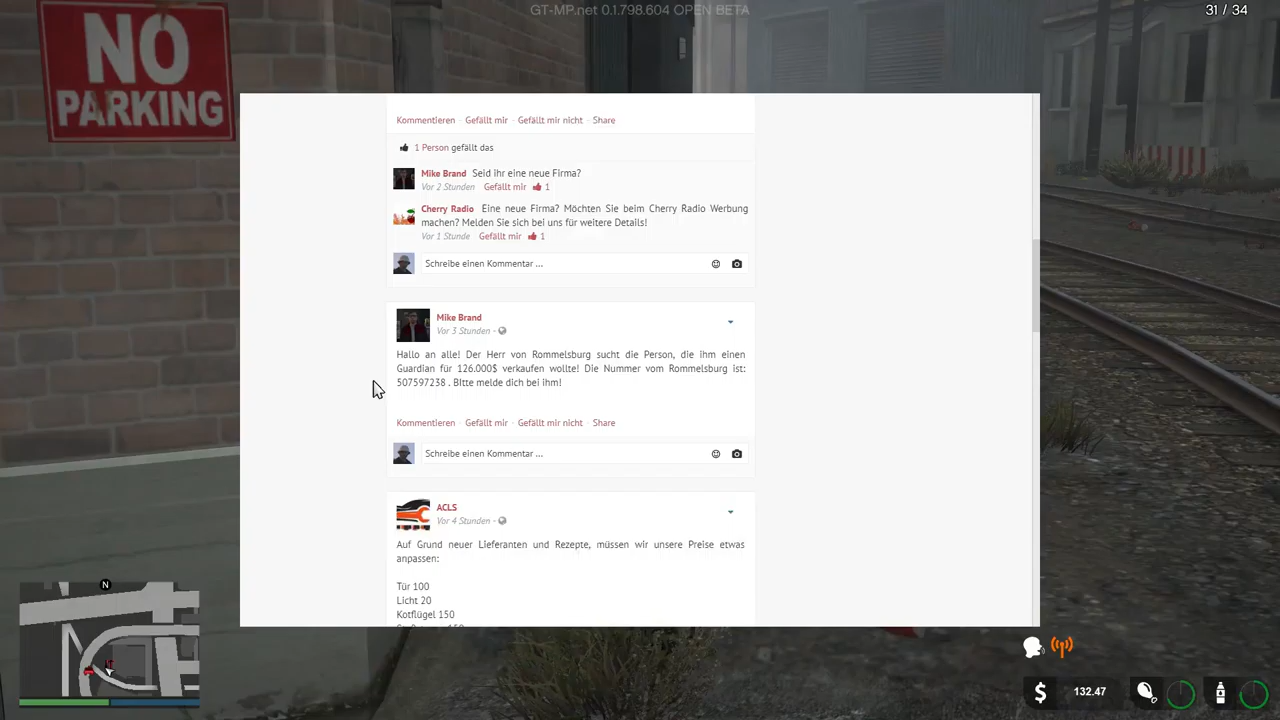 GT-MP.net 0.1.798.604 OPEN BETA
31 / 34
NO
PARKING
Kommentieren · Gefällt mir · Gefällt mir nicht · Share
1 Person gefällt das
Mike Brand Seid ihr eine neue Firma?
Vor 2 Stunden Gefällt mir 1
Cherry Radio Eine neue Firma? Möchten Sie beim Cherry Radio Werbung
machen? Melden Sie sich bei uns für weitere Details!
Vor 1 Stunde Gefällt mir 1
Schreibe einen Kommentar ...
Mike Brand
Vor 3 Stunden -
Hallo an alle! Der Herr von Rommelsburg sucht die Person, die ihm einen
Guardian für 126.000$ verkaufen wollte! Die Nummer vom Rommelsburg ist:
507597238 . BItte melde dich bei ihm!
Kommentieren · Gefällt mir · Gefällt mir nicht · Share
Schreibe einen Kommentar ...
ACLS
Vor 4 Stunden -
Auf Grund neuer Lieferanten und Rezepte, müssen wir unsere Preise etwas
anpassen:
Tür 100
Licht 20
Kotflügel 150
N
$ 132.47